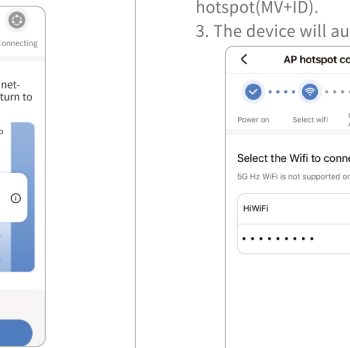 Connecting
net-
turn to
hotspot(MV+ID).
3. The device will au
AP hotspot co
Power on
Select wifi
Select the Wifi to conne
5G Hz WiFi is not supported or
HiWiFi
•••••••••